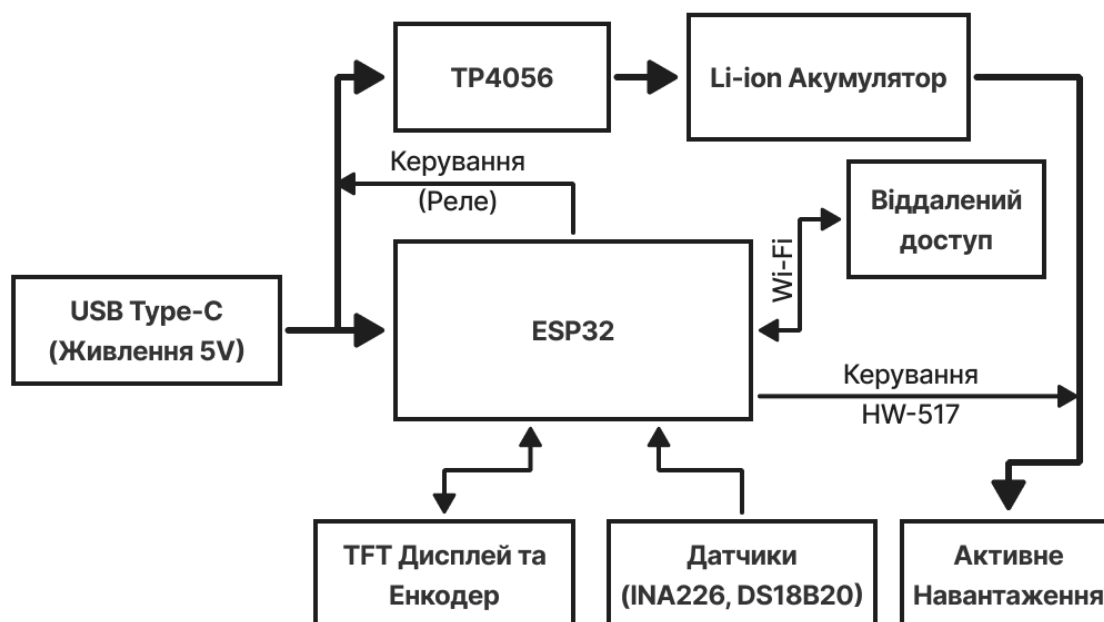 TP4056
Li-ion Акумулятор
Керування
(Реле)
Віддалений
доступ
Wi-Fi
USB Type-C
(Живлення 5V)
ESP32
Керування
HW-517
TFT Дисплей та
Енкодер
Датчики
(INA226, DS18B20)
Активне
Навантаження